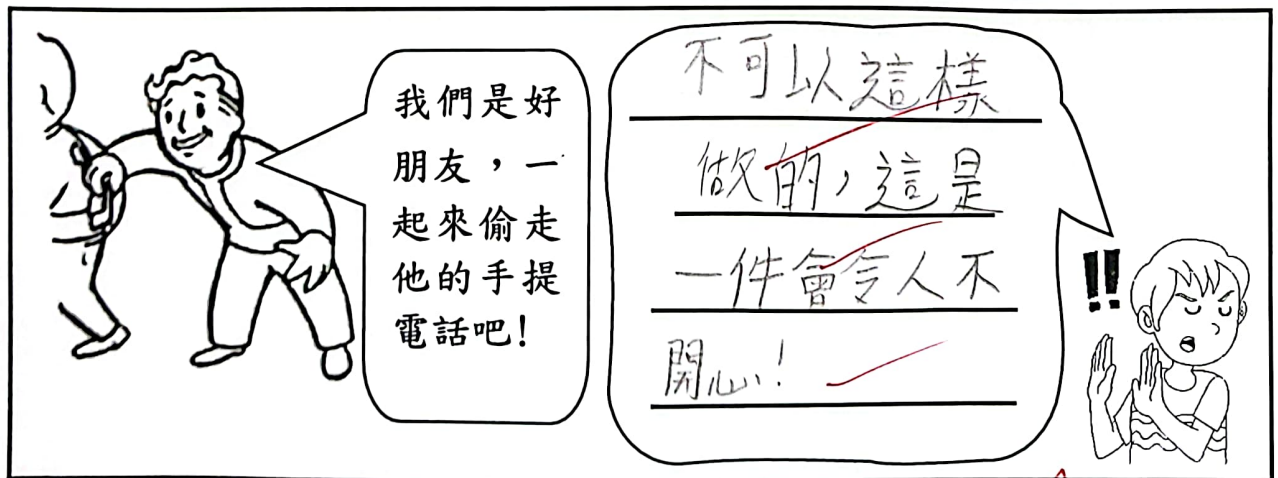 我們是好
朋友，一
起來偷走
他的手提
電話吧！
不可以這樣
做的，這是
一件會令人不
開心！
!!